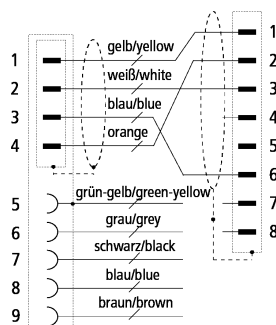 gelb/yellow
1
1
weiß/white
2
2
blau/blue
3
3
orange
4
4
5
6
grün-gelb/green-yellow
5
7
grau/grey
6
8
schwarz/black
7
blau/blue
8
braun/brown
9